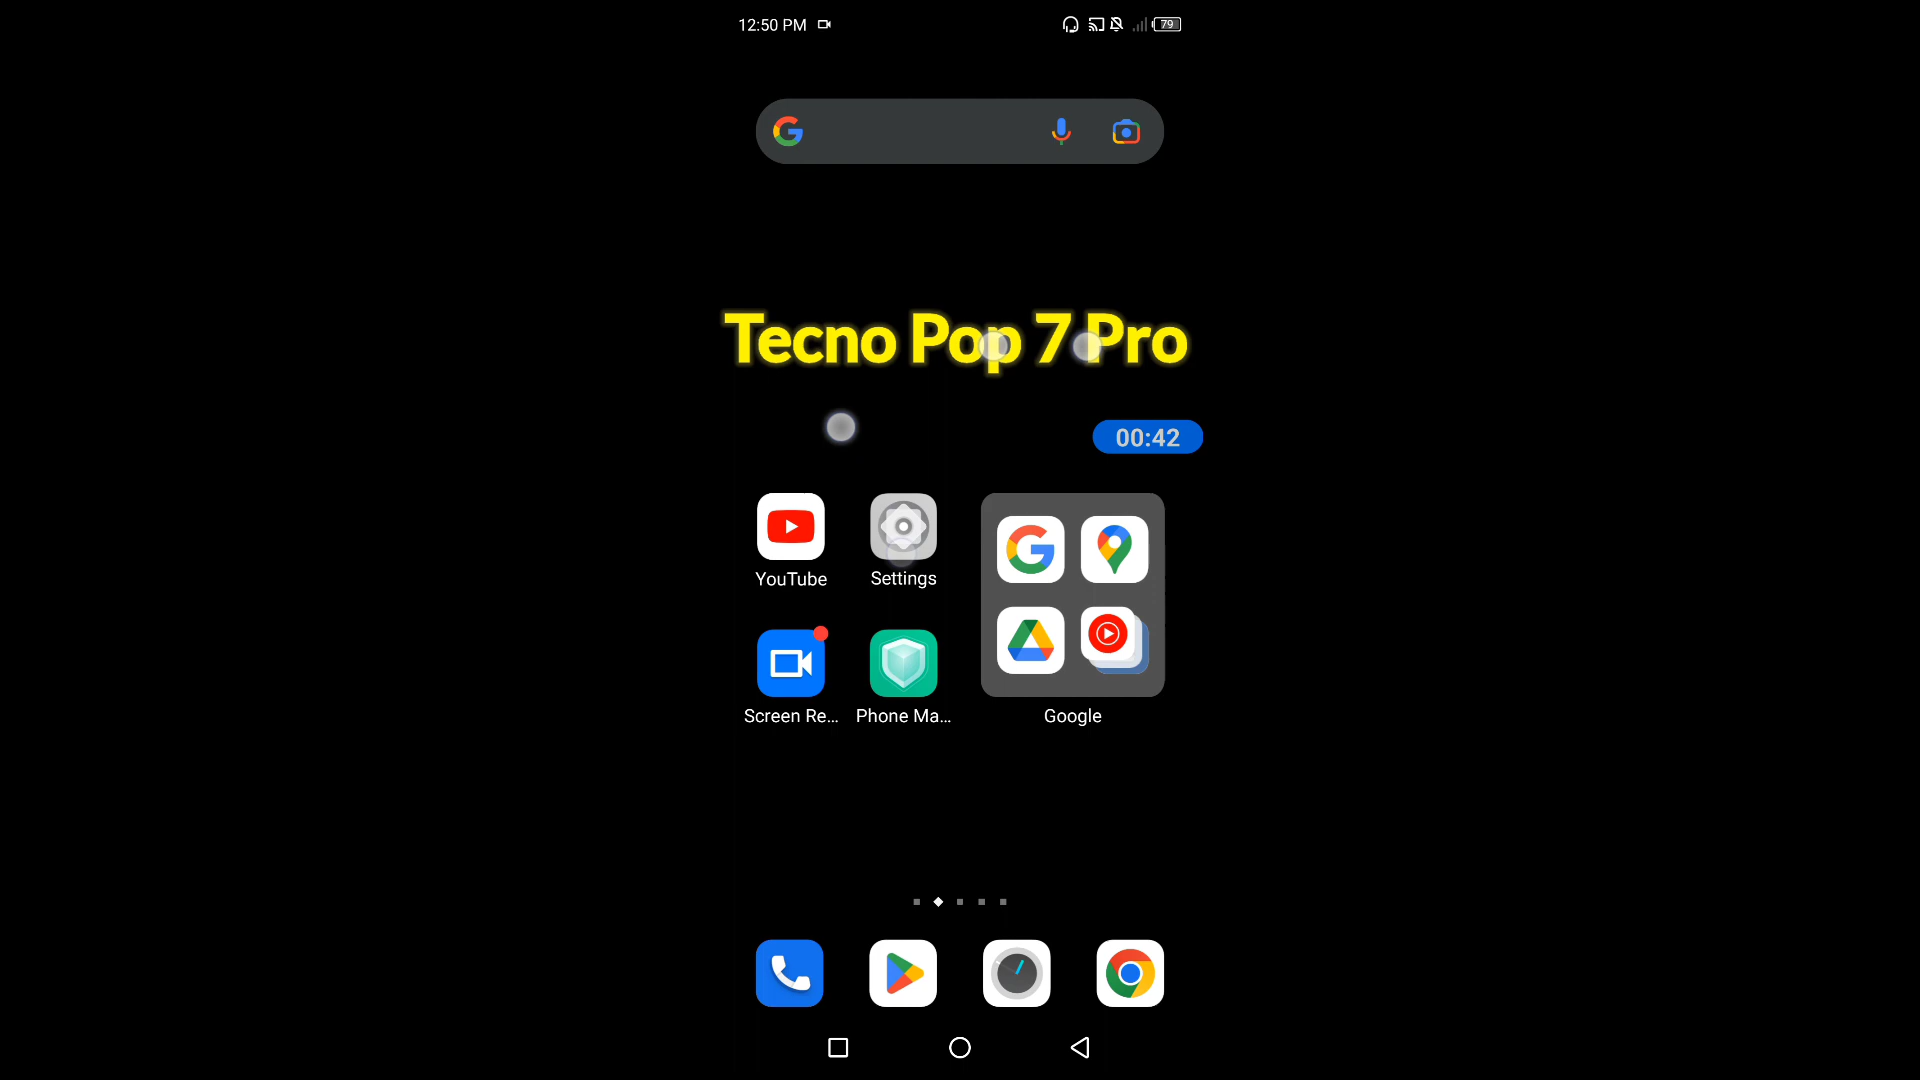 12:50 PM
79
Tecno Pop 7 Pro
00:42
YouTube
Settings
Screen Re...
Phone Ma...
Google